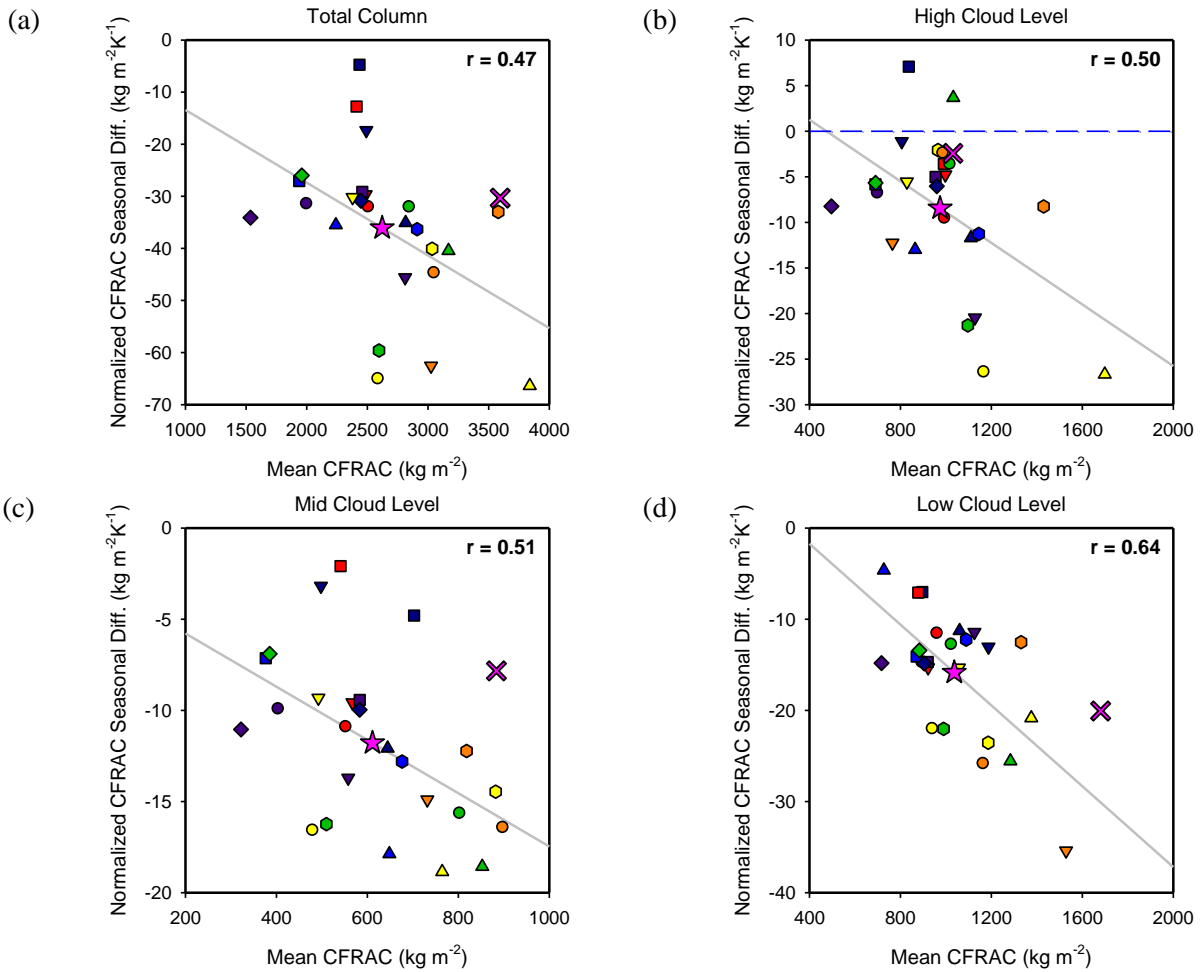 (a)
Total Column
r = 0.47
0
-10
-20
-30
-40
-50
-60
-70
1000 1500 2000 2500 3000 3500 4000
Normalized CFRAC Seasonal Diff. (kg m⁻²K⁻¹)
Mean CFRAC (kg m⁻²)
(b)
High Cloud Level
r = 0.50
10
5
0
-5
-10
-15
-20
-25
-30
400 800 1200 1600 2000
Normalized CFRAC Seasonal Diff. (kg m⁻²K⁻¹)
Mean CFRAC (kg m⁻²)
(c)
Mid Cloud Level
r = 0.51
0
-5
-10
-15
-20
200 400 600 800 1000
Normalized CFRAC Seasonal Diff. (kg m⁻²K⁻¹)
Mean CFRAC (kg m⁻²)
(d)
Low Cloud Level
r = 0.64
0
-10
-20
-30
-40
400 800 1200 1600 2000
Normalized CFRAC Seasonal Diff. (kg m⁻²K⁻¹)
Mean CFRAC (kg m⁻²)